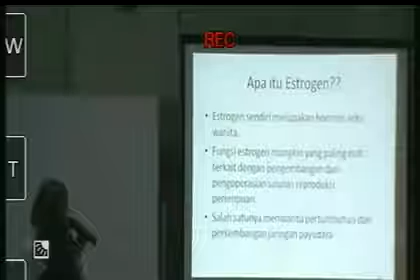 W
REC
Apa itu Estrogen??
• Estrogen sendiri merupakan hormon seks
wanita.
• Fungsi estrogen mungkin yang paling
terkait dengan pengembangan dan
pengoperasian saluran reproduksi
perempuan.
T
• Salah satunya memantu pertumbuhan dan
perkembangan jaringan payudara